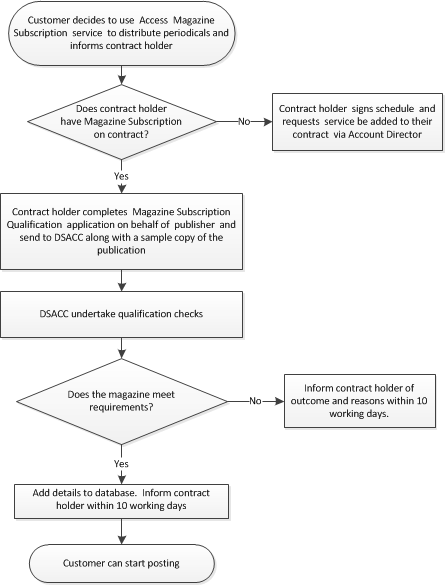 Customer decides to use Access Magazine
Subscription service to distribute periodicals and
informs contract holder
Does contract holder
have Magazine Subscription
on contract?
No
Contract holder signs schedule and
requests service be added to their
contract via Account Director
Yes
Contract holder completes Magazine Subscription
Qualification application on behalf of publisher and
send to DSACC along with a sample copy of the
publication
DSACC undertake qualification checks
Does the magazine meet
requirements?
No
Inform contract holder of
outcome and reasons within 10
working days.
Yes
Add details to database. Inform contract
holder within 10 working days
Customer can start posting